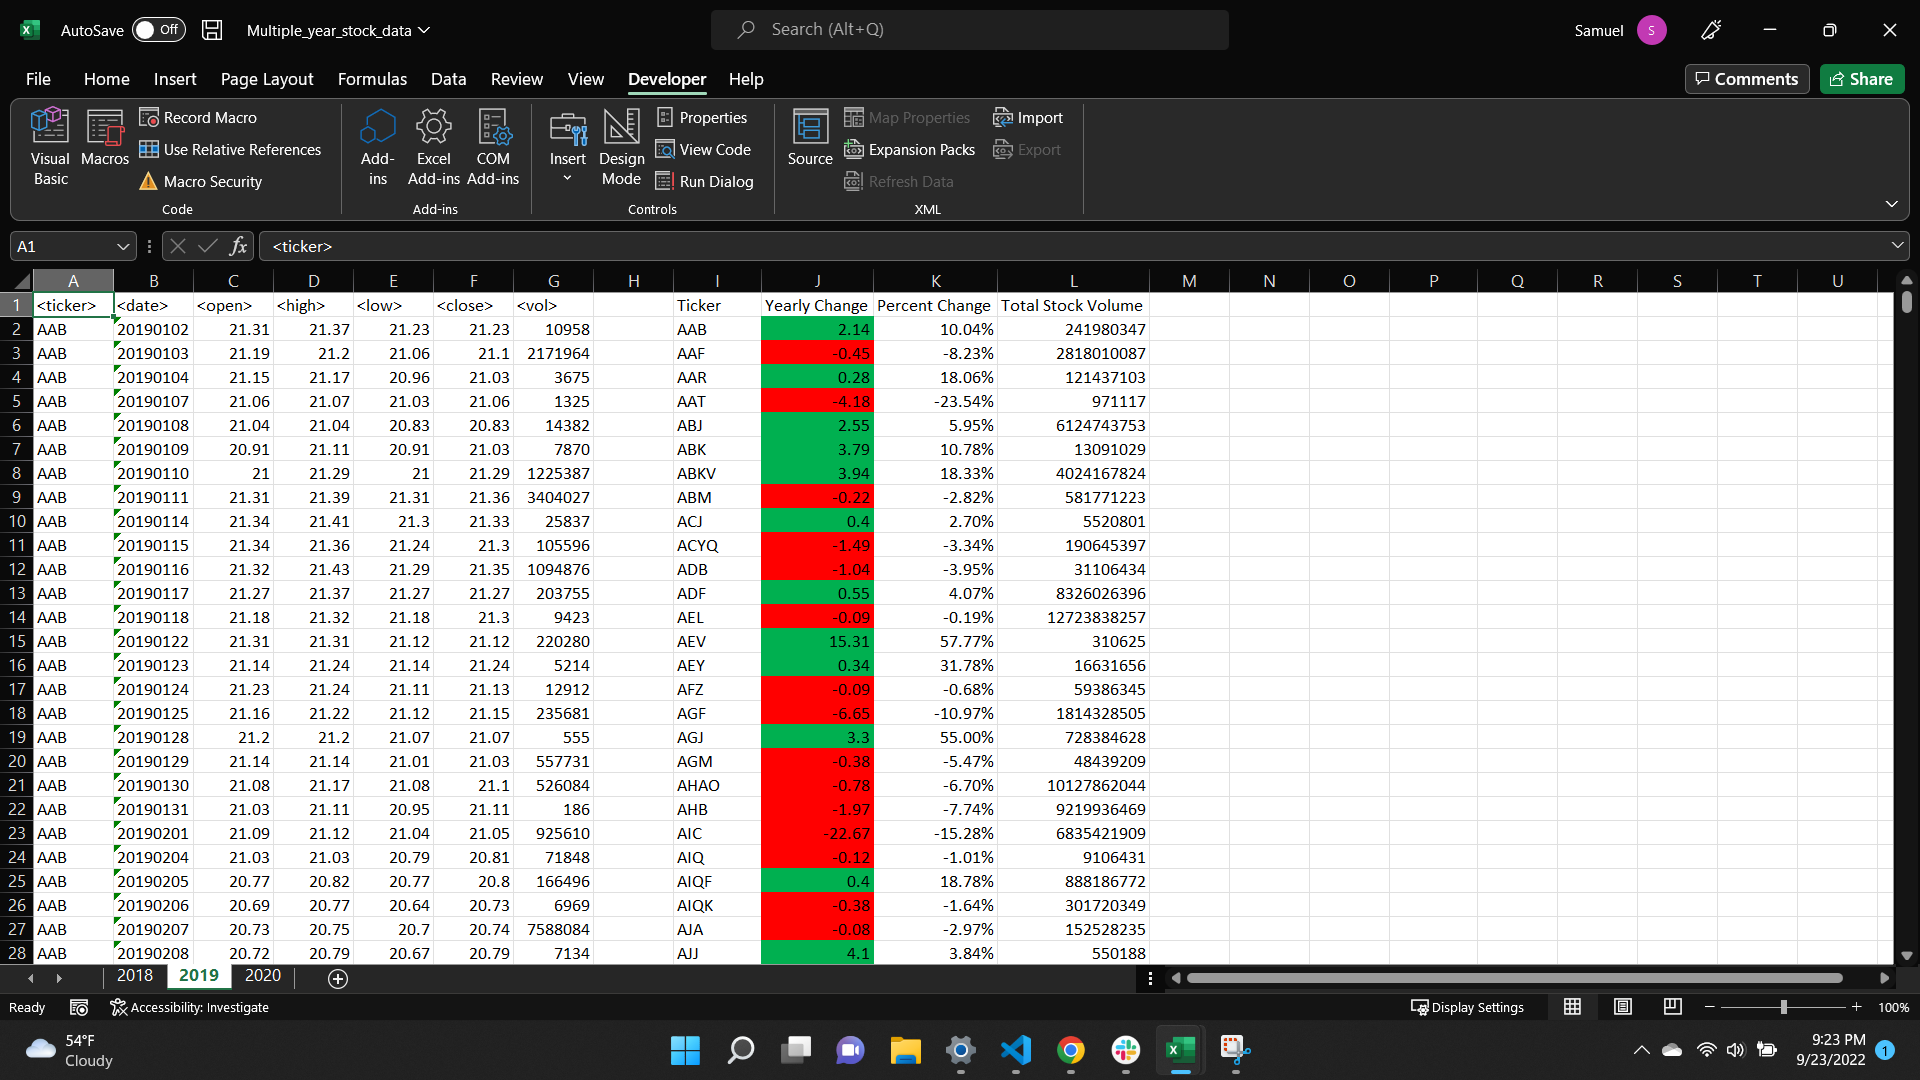 AutoSave Off Multiple_year_stock_data Search (Alt+Q) Samuel S
File Home Insert Page Layout Formulas Data Review View Developer Help Comments Share
Visual Basic Macros Record Macro Use Relative References Macro Security Code
Add-ins Excel Add-ins COM Add-ins Add-ins
Insert Design Mode Properties View Code Run Dialog Controls
Source Map Properties Expansion Packs Refresh Data Import Export XML
A1 fx <ticker>
A B C D E F G H I J K L M N O P Q R S T U
1 <ticker> <date> <open> <high> <low> <close> <vol> Ticker Yearly Change Percent Change Total Stock Volume
2 AAB 20190102 21.31 21.37 21.23 21.23 10958 AAB 2.14 10.04% 241980347
3 AAB 20190103 21.19 21.2 21.06 21.1 2171964 AAF -0.45 -8.23% 2818010087
4 AAB 20190104 21.15 21.17 20.96 21.03 3675 AAR 0.28 18.06% 121437103
5 AAB 20190107 21.06 21.07 21.03 21.06 1325 AAT -4.18 -23.54% 971117
6 AAB 20190108 21.04 21.04 20.83 20.83 14382 ABJ 2.55 5.95% 6124743753
7 AAB 20190109 20.91 21.11 20.91 21.03 7870 ABK 3.79 10.78% 13091029
8 AAB 20190110 21 21.29 21 21.29 1225387 ABKV 3.94 18.33% 4024167824
9 AAB 20190111 21.31 21.39 21.31 21.36 3404027 ABM -0.22 -2.82% 581771223
10 AAB 20190114 21.34 21.41 21.3 21.33 25837 ACJ 0.4 2.70% 5520801
11 AAB 20190115 21.34 21.36 21.24 21.3 105596 ACYQ -1.49 -3.34% 190645397
12 AAB 20190116 21.32 21.43 21.29 21.35 1094876 ADB -1.04 -3.95% 31106434
13 AAB 20190117 21.27 21.37 21.27 21.27 203755 ADF 0.55 4.07% 8326026396
14 AAB 20190118 21.18 21.32 21.18 21.3 9423 AEL -0.09 -0.19% 12723838257
15 AAB 20190122 21.31 21.31 21.12 21.12 220280 AEV 15.31 57.77% 310625
16 AAB 20190123 21.14 21.24 21.14 21.24 5214 AEY 0.34 31.78% 16631656
17 AAB 20190124 21.23 21.24 21.11 21.13 12912 AFZ -0.09 -0.68% 59386345
18 AAB 20190125 21.16 21.22 21.12 21.15 235681 AGF -6.65 -10.97% 1814328505
19 AAB 20190128 21.2 21.2 21.07 21.07 555 AGJ 3.3 55.00% 728384628
20 AAB 20190129 21.14 21.14 21.01 21.03 557731 AGM -0.38 -5.47% 48439209
21 AAB 20190130 21.08 21.17 21.08 21.1 526084 AHAO -0.78 -6.70% 10127862044
22 AAB 20190131 21.03 21.11 20.95 21.11 186 AHB -1.97 -7.74% 9219936469
23 AAB 20190201 21.09 21.12 21.04 21.05 925610 AIC -22.67 -15.28% 6835421909
24 AAB 20190204 21.03 21.03 20.79 20.81 71848 AIQ -0.12 -1.01% 9106431
25 AAB 20190205 20.77 20.82 20.77 20.8 166496 AIQF 0.4 18.78% 888186772
26 AAB 20190206 20.69 20.77 20.64 20.73 6969 AIQK -0.38 -1.64% 301720349
27 AAB 20190207 20.73 20.75 20.7 20.74 7588084 AJA -0.08 -2.97% 152528235
28 AAB 20190208 20.72 20.79 20.67 20.79 7134 AJJ 4.1 3.84% 550188
2018 2019 2020
Ready Accessibility: Investigate Display Settings 100%
54°F
Cloudy
9:23 PM
9/23/2022 1